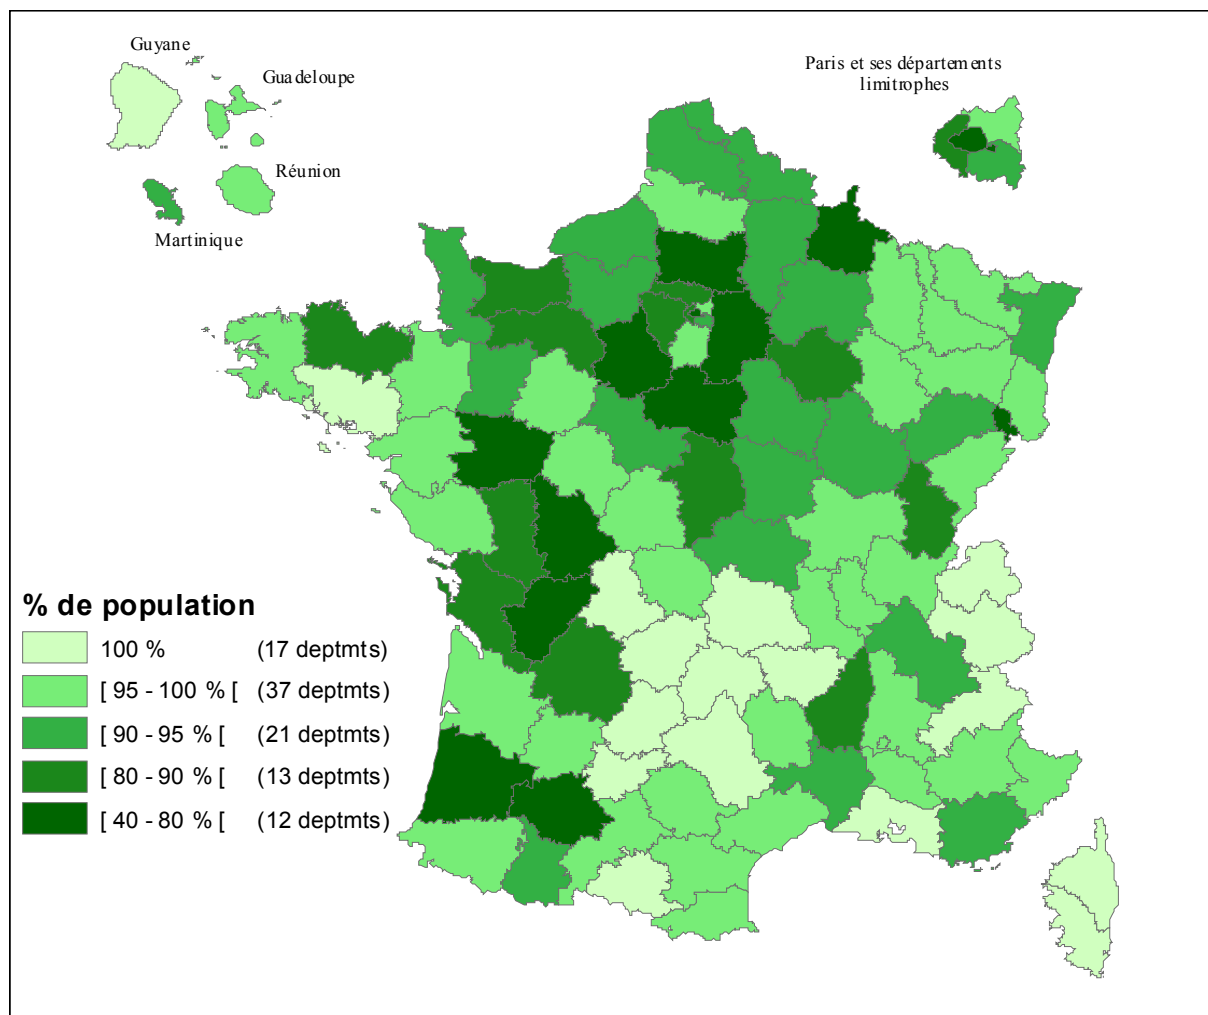 Guyane
Guadeloupe
Réunion
Martinique
Paris et ses départements
limitrophes
% de population
100 % (17 deptmts)
[ 95 - 100 % [ (37 deptmts)
[ 90 - 95 % [ (21 deptmts)
[ 80 - 90 % [ (13 deptmts)
[ 40 - 80 % [ (12 deptmts)